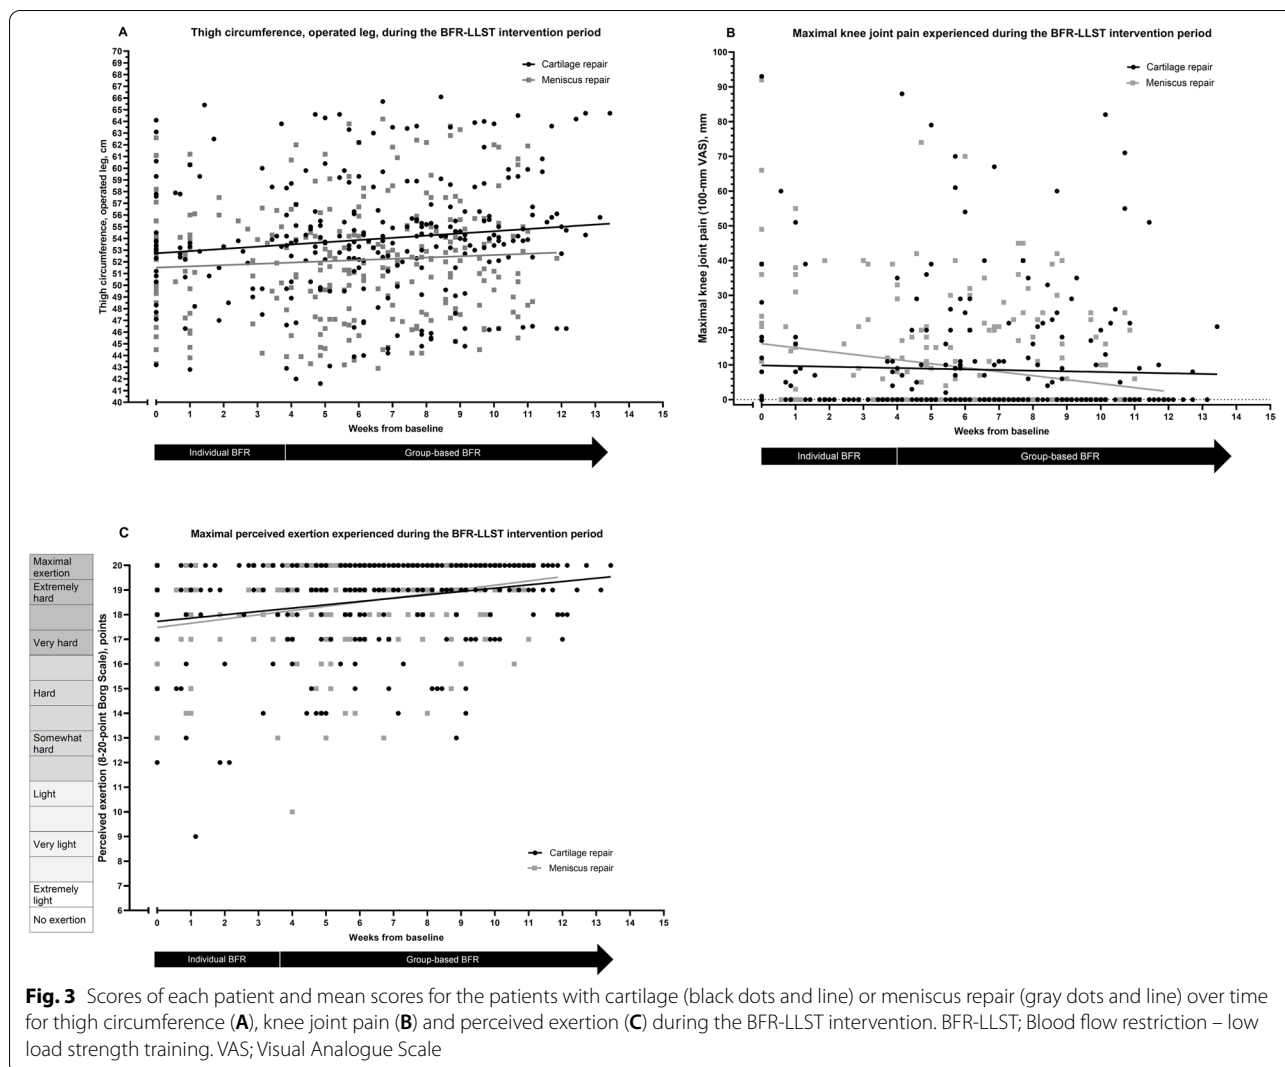 A
Thigh circumference, operated leg, during the BFR-LLST intervention period
Thigh circumference, operated leg, cm
70
69
68
67
66
65
64
63
62
61
60
59
58
57
56
55
54
53
52
51
50
49
48
47
46
45
44
43
42
41
40
Cartilage repair
Meniscus repair
0 1 2 3 4 5 6 7 8 9 10 11 12 13 14 15
Weeks from baseline
Individual BFR Group-based BFR
B
Maximal knee joint pain experienced during the BFR-LLST intervention period
Maximal knee joint pain (100-mm VAS), mm
100
90
80
70
60
50
40
30
20
10
0
Cartilage repair
Meniscus repair
0 1 2 3 4 5 6 7 8 9 10 11 12 13 14 15
Weeks from baseline
Individual BFR Group-based BFR
C
Maximal perceived exertion experienced during the BFR-LLST intervention period
Maximal
exertion
Extremely
hard
Very hard
Hard
Somewhat
hard
Light
Very light
Extremely
light
No exertion
Perceived exertion (8-20-point Borg Scale), points
20
19
18
17
16
15
14
13
12
11
10
9
8
7
6
Cartilage repair
Meniscus repair
0 1 2 3 4 5 6 7 8 9 10 11 12 13 14 15
Weeks from baseline
Individual BFR Group-based BFR
Fig. 3 Scores of each patient and mean scores for the patients with cartilage (black dots and line) or meniscus repair (gray dots and line) over time
for thigh circumference (A), knee joint pain (B) and perceived exertion (C) during the BFR-LLST intervention. BFR-LLST; Blood flow restriction – low
load strength training. VAS; Visual Analogue Scale